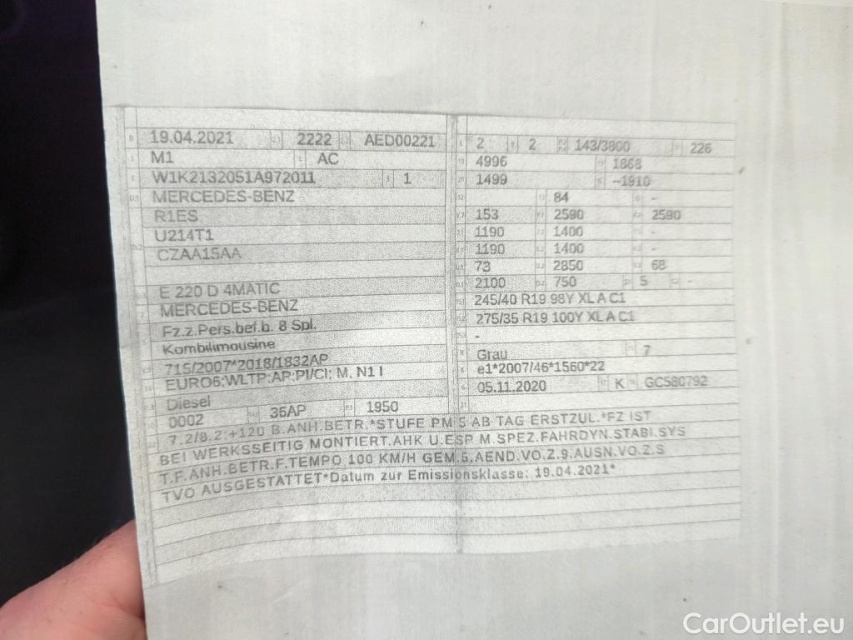 19.04.2021 2222 AED00221
M1 AC
W1K2132051A972011 1
MERCEDES-BENZ
R1ES
U214T1
CZAA15AA
E 220 D 4MATIC
MERCEDES-BENZ
Fz.z.Pers.bef.b. 8 Spl.
Kombilimousine
715/2007*2018/1832AP
EURO6;WLTP;AP;PI/CI; M, N1 I
Diesel
0002 36AP 1950
2 2 143/3800 226
4996 1868
1499 -1910
84 -
153 2590 2590
1190 1400 -
1190 1400 -
73 2850 68
2100 750 5 -
245/40 R19 98Y XL A C1
275/35 R19 100Y XL A C1
-
Grau 7
e1*2007/46*1560*22
05.11.2020 K GC580792
7.2/8.2:+120 B.ANH.BETR.*STUFE PM 5 AB TAG ERSTZUL.*FZ IST
BEI WERKSSEITIG MONTIERT.AHK U.ESP M.SPEZ.FAHRDYN.STABI.SYS
T.F.ANH.BETR.F.TEMPO 100 KM/H GEM.5.AEND.VO.Z.9.AUSN.VO.Z.S
TVO AUSGESTATTET*Datum zur Emissionsklasse: 19.04.2021*
CarOutlet.eu